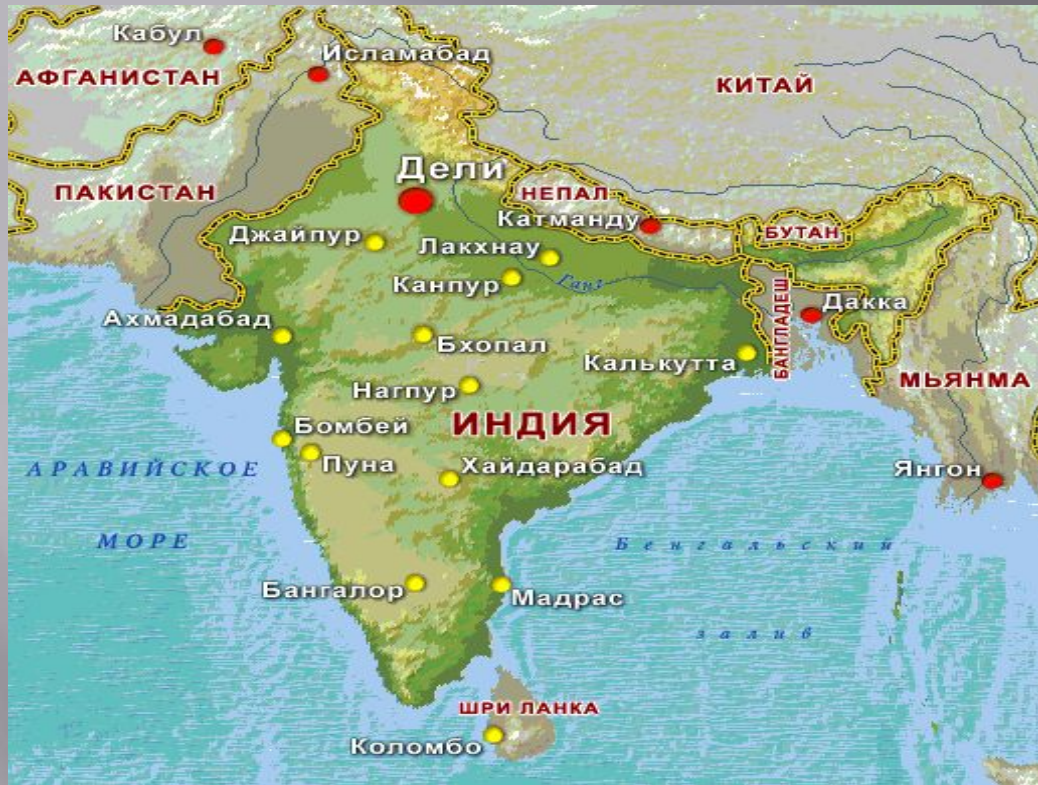 Кабул
Исламабад
АФГАНИСТАН
КИТАЙ
ПАКИСТАН
Дели
НЕПАЛ
Катманду
БУТАН
Джайпур
Лакхнау
Канпур
Ганг
Дакка
БАНГЛАДЕШ
Ахмадабад
Бхопал
Калькутта
Нагпур
МЬЯНМА
Бомбей
ИНДИЯ
АРАВИЙСКОЕ
Пуна
Хайдарабад
Янгон
МОРЕ
Бенгальский
Бангалор
Мадрас
залив
ШРИ ЛАНКА
Коломбо